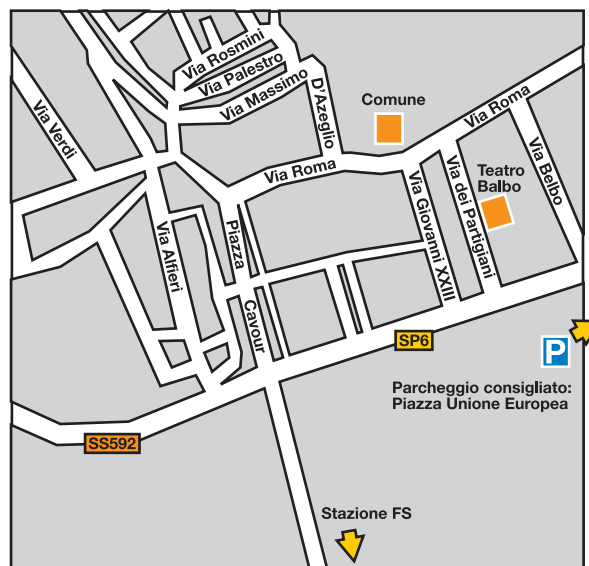 Via Rosmini
Via Palestro
Via Massimo
D'Azeglio
Comune
Via Roma
Via Verdi
Via Roma
Teatro
Balbo
Via Belbo
Via dei Partigiani
Via Giovanni XXIII
Piazza
Cavour
Via Alfieri
SP6
P
Parcheggio consigliato:
Piazza Unione Europea
SS592
Stazione FS